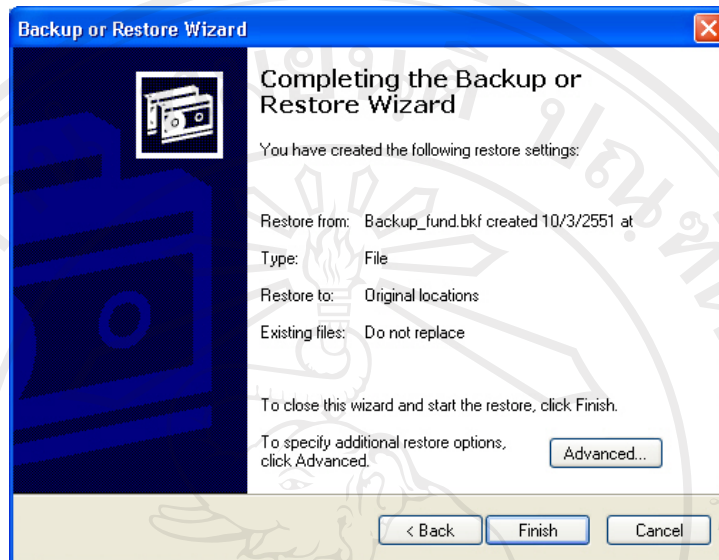 Backup or Restore Wizard
Completing the Backup or
Restore Wizard
You have created the following restore settings:
Restore from: Backup_fund.bkf created 10/3/2551 at
Type: File
Restore to: Original locations
Existing files: Do not replace
To close this wizard and start the restore, click Finish.
To specify additional restore options,
click Advanced.
Advanced...
< Back
Finish
Cancel